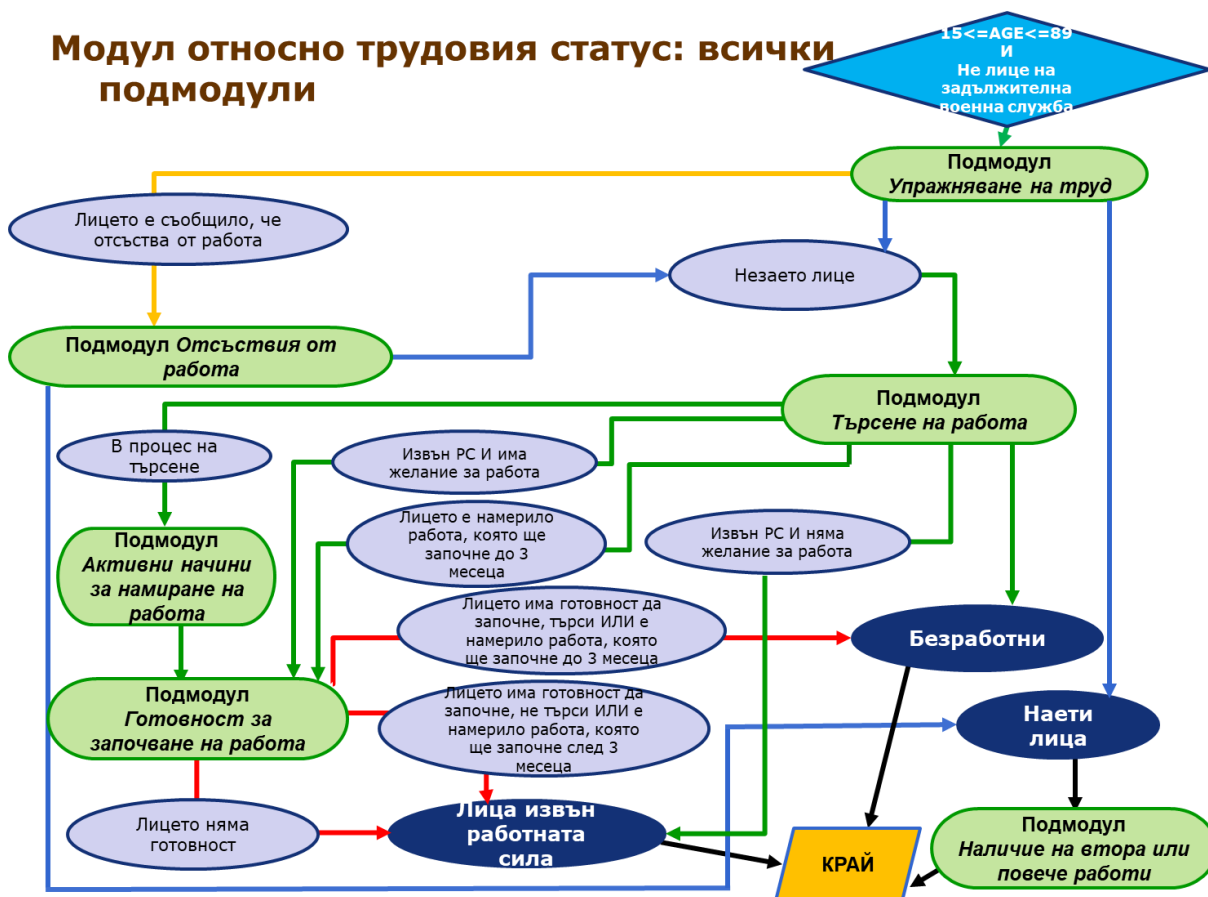 Модул относно трудовия статус: всички
подмодули
15<=AGE<=89
И
Не лице на
задължителна
военна служба
Подмодул
Упражняване на труд
Лицето е съобщило, че
отсъства от работа
Незаето лице
Подмодул Отсъствия от
работа
Подмодул
Търсене на работа
В процес на
търсене
Извън РС И има
желание за работа
Лицето е намерило
работа, която ще
започне до 3
месеца
Извън РС И няма
желание за работа
Подмодул
Активни начини
за намиране на
работа
Лицето има готовност да
започне, търси ИЛИ е
намерило работа, която
ще започне до 3 месеца
Безработни
Подмодул
Готовност за
започване на работа
Лицето има готовност да
започне, не търси ИЛИ е
намерило работа, която
ще започне след 3
месеца
Наети
лица
Лицето няма
готовност
Лица извън
работната
сила
КРАЙ
Подмодул
Наличие на втора или
повече работи